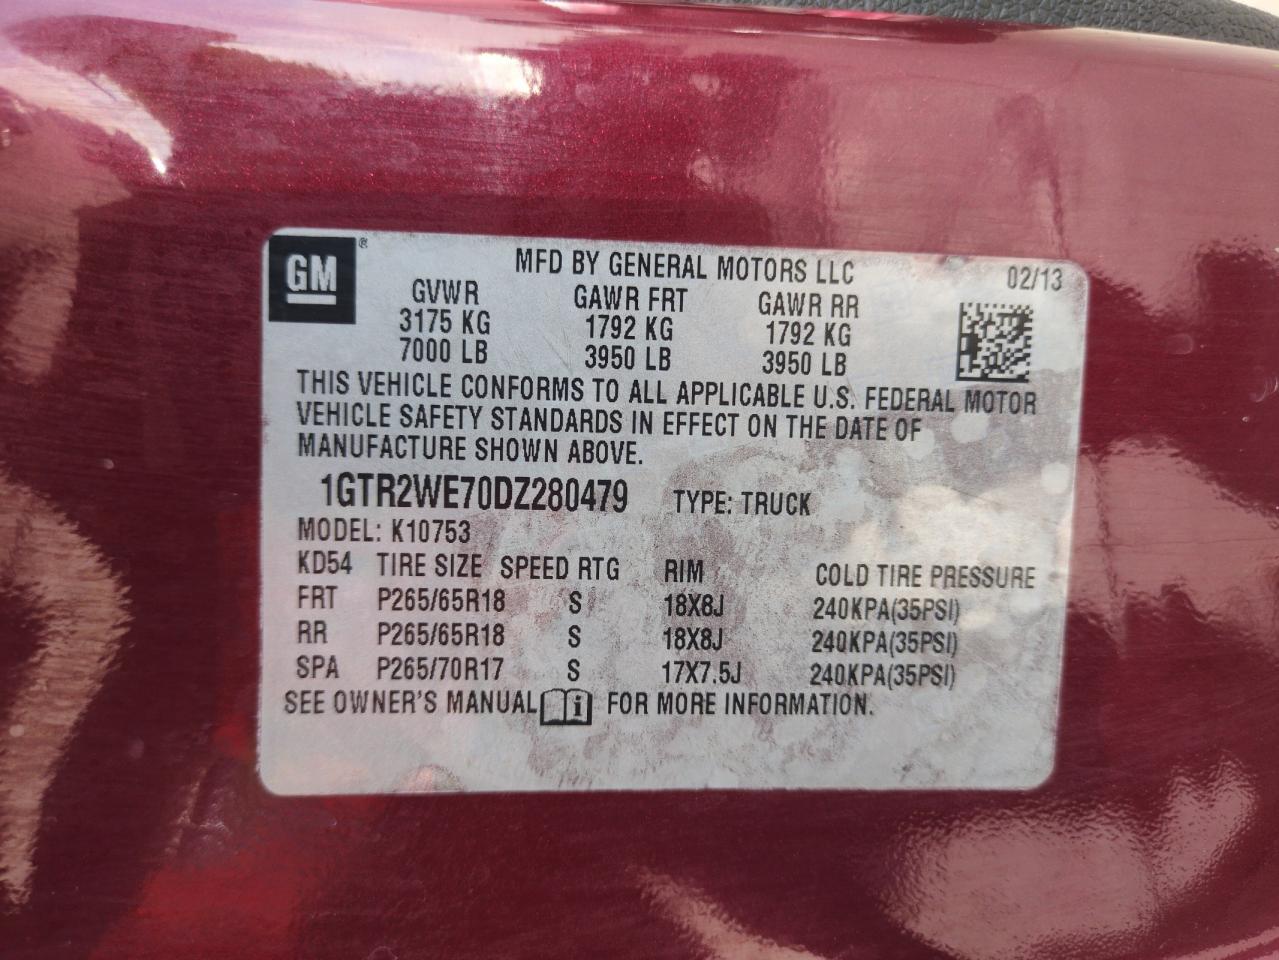 GM ®
MFD BY GENERAL MOTORS LLC 02/13
GVWR GAWR FRT GAWR RR
3175 KG 1792 KG 1792 KG
7000 LB 3950 LB 3950 LB
THIS VEHICLE CONFORMS TO ALL APPLICABLE U.S. FEDERAL MOTOR
VEHICLE SAFETY STANDARDS IN EFFECT ON THE DATE OF
MANUFACTURE SHOWN ABOVE.
1GTR2WE70DZ280479 TYPE: TRUCK
MODEL: K10753
KD54 TIRE SIZE SPEED RTG RIM COLD TIRE PRESSURE
FRT P265/65R18 S 18X8J 240KPA(35PSI)
RR P265/65R18 S 18X8J 240KPA(35PSI)
SPA P265/70R17 S 17X7.5J 240KPA(35PSI)
SEE OWNER'S MANUAL i FOR MORE INFORMATION.